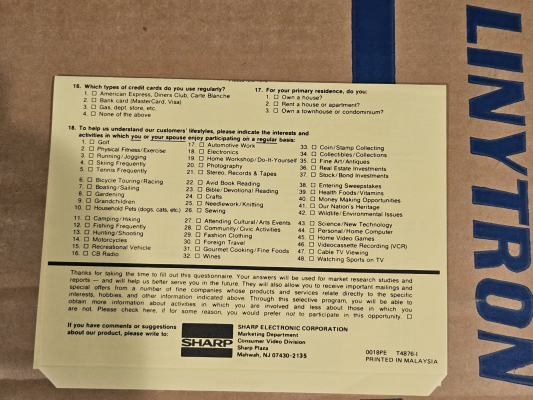 16. Which types of credit cards do you use regularly?
1. ☐ American Express, Diners Club, Carte Blanche
2. ☐ Bank card (MasterCard, Visa)
3. ☐ Gas, dept. store, etc.
4. ☐ None of the above
17. For your primary residence, do you:
1. ☐ Own a house?
2. ☐ Rent a house or apartment?
3. ☐ Own a townhouse or condominium?
18. To help us understand our customers' lifestyles, please indicate the interests and
activities in which you or your spouse enjoy participating on a regular basis:
1. ☐ Golf
2. ☐ Physical Fitness/Exercise
3. ☐ Running/Jogging
4. ☐ Skiing Frequently
5. ☐ Tennis Frequently
6. ☐ Bicycle Touring/Racing
7. ☐ Boating/Sailing
8. ☐ Gardening
9. ☐ Grandchildren
10. ☐ Household Pets (dogs, cats, etc.)
11. ☐ Camping/Hiking
12. ☐ Fishing Frequently
13. ☐ Hunting/Shooting
14. ☐ Motorcycles
15. ☐ Recreational Vehicle
16. ☐ CB Radio
17. ☐ Automotive Work
18. ☐ Electronics
19. ☐ Home Workshop/Do-It-Yourself
20. ☐ Photography
21. ☐ Stereo, Records & Tapes
22. ☐ Avid Book Reading
23. ☐ Bible/Devotional Reading
24. ☐ Crafts
25. ☐ Needlework/Knitting
26. ☐ Sewing
27. ☐ Attending Cultural/Arts Events
28. ☐ Community/Civic Activities
29. ☐ Fashion Clothing
30. ☐ Foreign Travel
31. ☐ Gourmet Cooking/Fine Foods
32. ☐ Wines
33. ☐ Coin/Stamp Collecting
34. ☐ Collectibles/Collections
35. ☐ Fine Art/Antiques
36. ☐ Real Estate Investments
37. ☐ Stock/Bond Investments
38. ☐ Entering Sweepstakes
39. ☐ Health Foods/Vitamins
40. ☐ Money Making Opportunities
41. ☐ Our Nation's Heritage
42. ☐ Wildlife/Environmental Issues
43. ☐ Science/New Technology
44. ☐ Personal/Home Computer
45. ☐ Home Video Games
46. ☐ Videocassette Recording (VCR)
47. ☐ Cable TV Viewing
48. ☐ Watching Sports on TV
Thanks for taking the time to fill out this questionnaire. Your answers will be used for market research studies and
reports — and will help us better serve you in the future. They will also allow you to receive important mailings and
special offers from a number of fine companies whose products and services relate directly to the specific
interests, hobbies, and other information indicated above. Through this selective program, you will be able to
obtain more information about activities in which you are involved and less about those in which you
are not. Please check here, if for some reason, you would prefer not to participate in this opportunity. ☐
If you have comments or suggestions
about our product, please write to:
SHARP
SHARP ELECTRONIC CORPORATION
Marketing Department
Consumer Video Division
Sharp Plaza
Mahwah, NJ 07430-2135
0018PE T4876-I
PRINTED IN MALAYSIA
LINYTRON